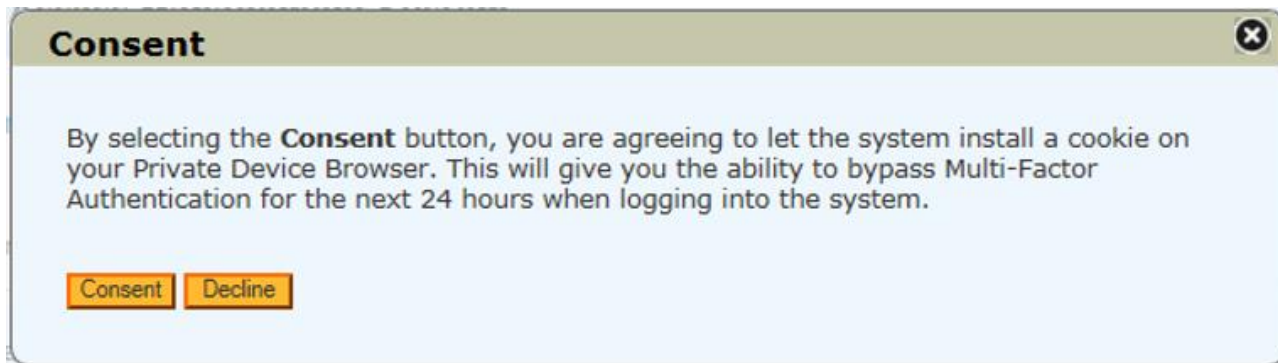 Consent
By selecting the Consent button, you are agreeing to let the system install a cookie on
your Private Device Browser. This will give you the ability to bypass Multi-Factor
Authentication for the next 24 hours when logging into the system.
Consent Decline